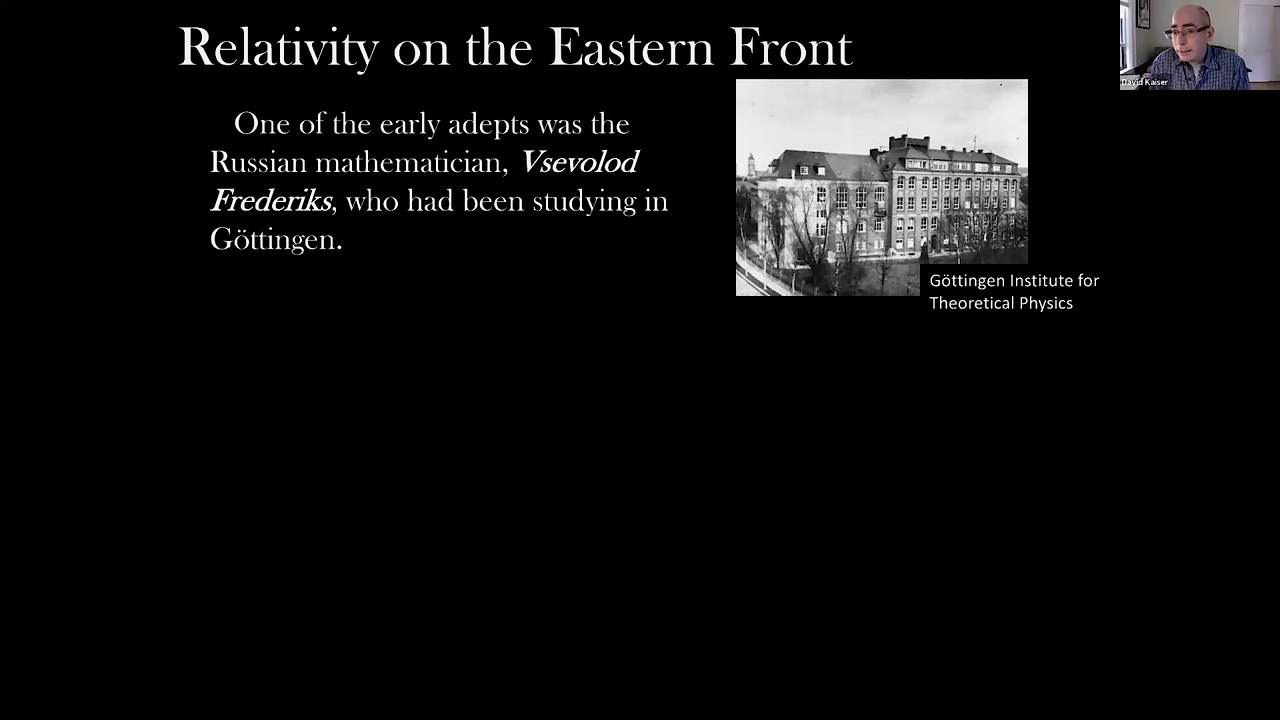 Relativity on the Eastern Front
One of the early adepts was the
Russian mathematician, Vsevolod
Frederiks, who had been studying in
Göttingen.
Göttingen Institute for
Theoretical Physics
David Kaiser